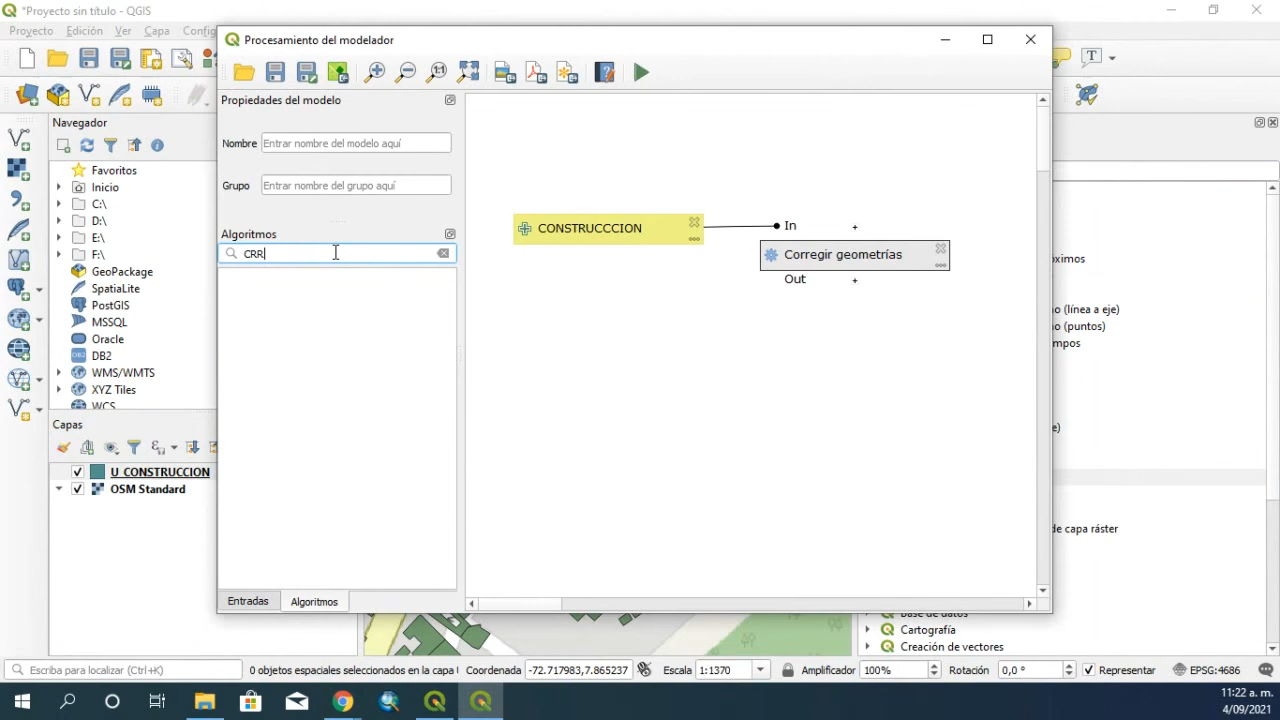 *Proyecto sin título - QGIS
Proyecto Edición Ver Capa Config
Procesamiento del modelador
Propiedades del modelo
Nombre Entrar nombre del modelo aquí
Grupo Entrar nombre del grupo aquí
Algoritmos
CRR
Entradas Algoritmos
CONSTRUCCCION
In
Corregir geometrías
Out
Navegador
Favoritos
Inicio
C:\
D:\
E:\
F:\
GeoPackage
SpatiaLite
PostGIS
MSSQL
Oracle
DB2
WMS/WMTS
XYZ Tiles
WCS
Capas
U_CONSTRUCCION
OSM Standard
oximos
o (línea a eje)
o (puntos)
mpos
e)
de capa ráster
Base de datos
Cartografía
Creación de vectores
Escriba para localizar (Ctrl+K)
0 objetos espaciales seleccionados en la capa
Coordenada -72.717983,7.865237
Escala 1:1370
Amplificador 100%
Rotación 0,0 °
Representar
EPSG:4686
11:22 a. m.
4/09/2021